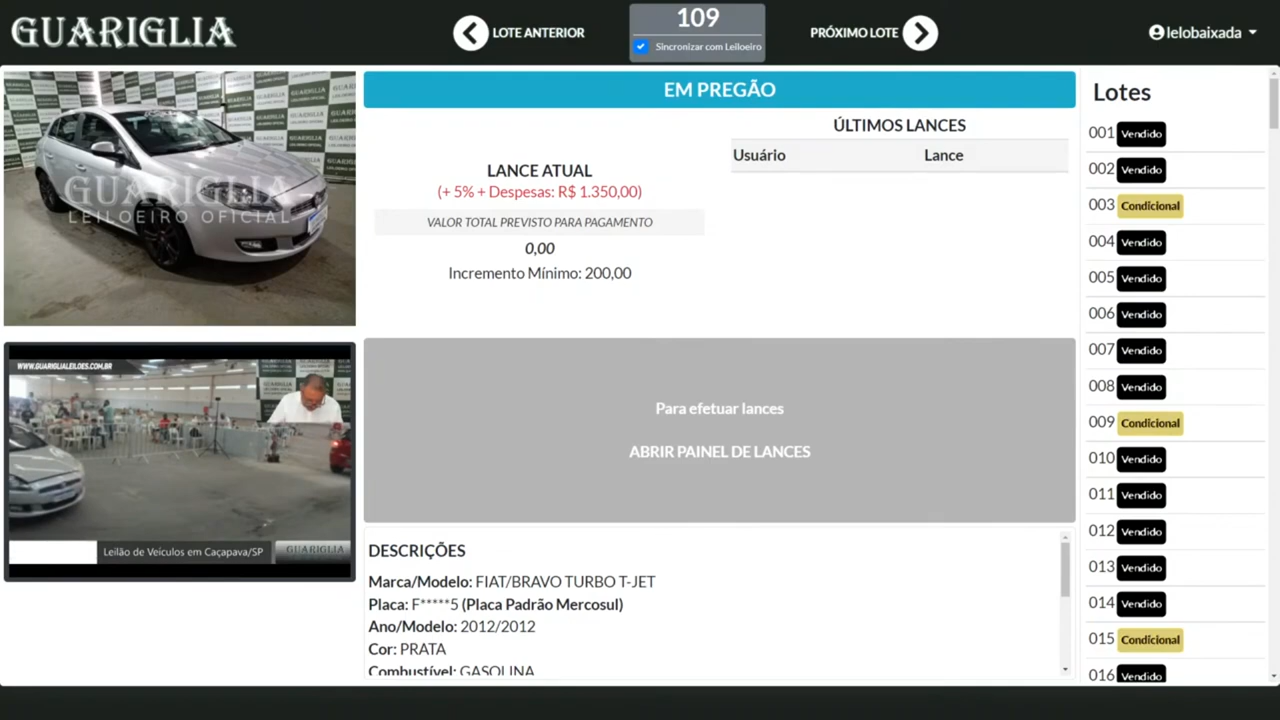 GUARIGLIA
LOTE ANTERIOR
109
Sincronizar com Leiloeiro
PRÓXIMO LOTE
lelobaixada
GUARIGLIA
LEILOEIRO OFICIAL
EM PREGÃO
LANCE ATUAL
(+ 5% + Despesas: R$ 1.350,00)
VALOR TOTAL PREVISTO PARA PAGAMENTO
0,00
Incremento Mínimo: 200,00
ÚLTIMOS LANCES
Usuário Lance
WWW.GUARIGLIALEILOES.COM.BR
Leilão de Veículos em Caçapava/SP
GUARIGLIA
Para efetuar lances
ABRIR PAINEL DE LANCES
DESCRIÇÕES
Marca/Modelo: FIAT/BRAVO TURBO T-JET
Placa: F*****5 (Placa Padrão Mercosul)
Ano/Modelo: 2012/2012
Cor: PRATA
Combustível: GASOLINA
Lotes
001 Vendido
002 Vendido
003 Condicional
004 Vendido
005 Vendido
006 Vendido
007 Vendido
008 Vendido
009 Condicional
010 Vendido
011 Vendido
012 Vendido
013 Vendido
014 Vendido
015 Condicional
016 Vendido